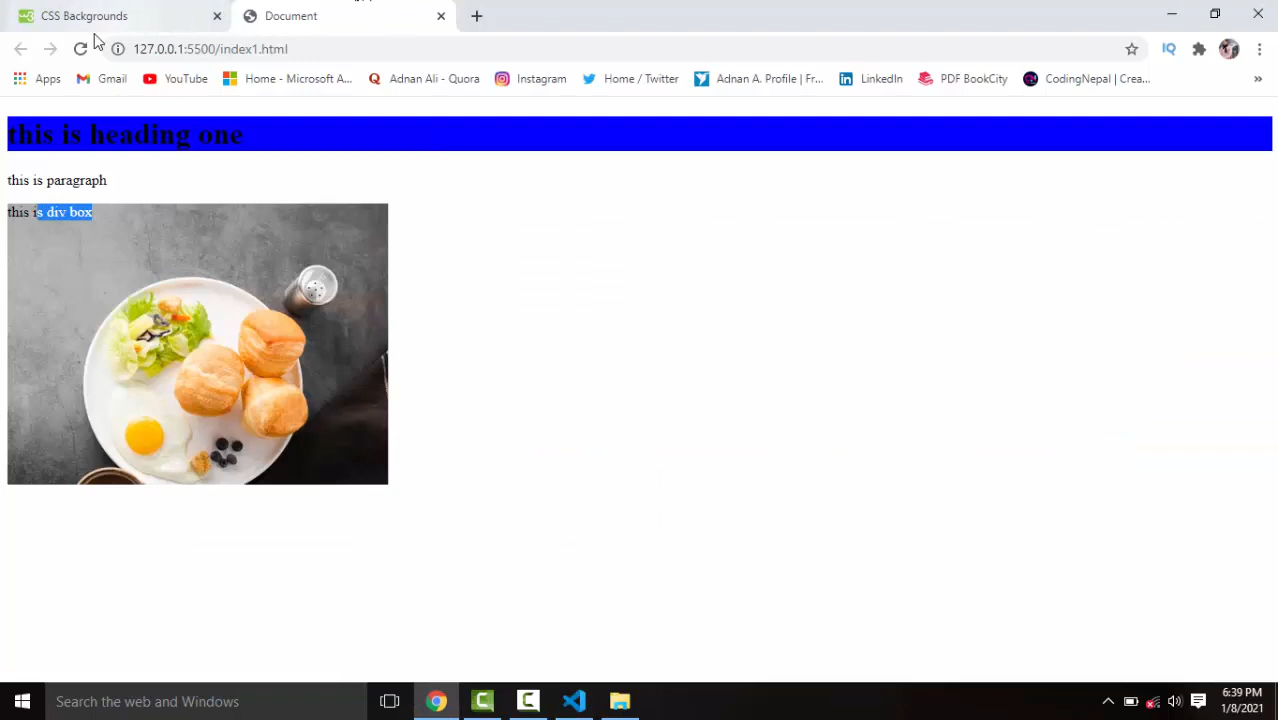 CSS Backgrounds
Document
127.0.0.1:5500/index1.html
IQ
Apps Gmail YouTube Home - Microsoft A... Adnan Ali - Quora Instagram Home / Twitter Adnan A. Profile | Fr... LinkedIn PDF BookCity CodingNepal | Crea... »
this is heading one
this is paragraph
this is div box
Search the web and Windows
6:39 PM
1/8/2021